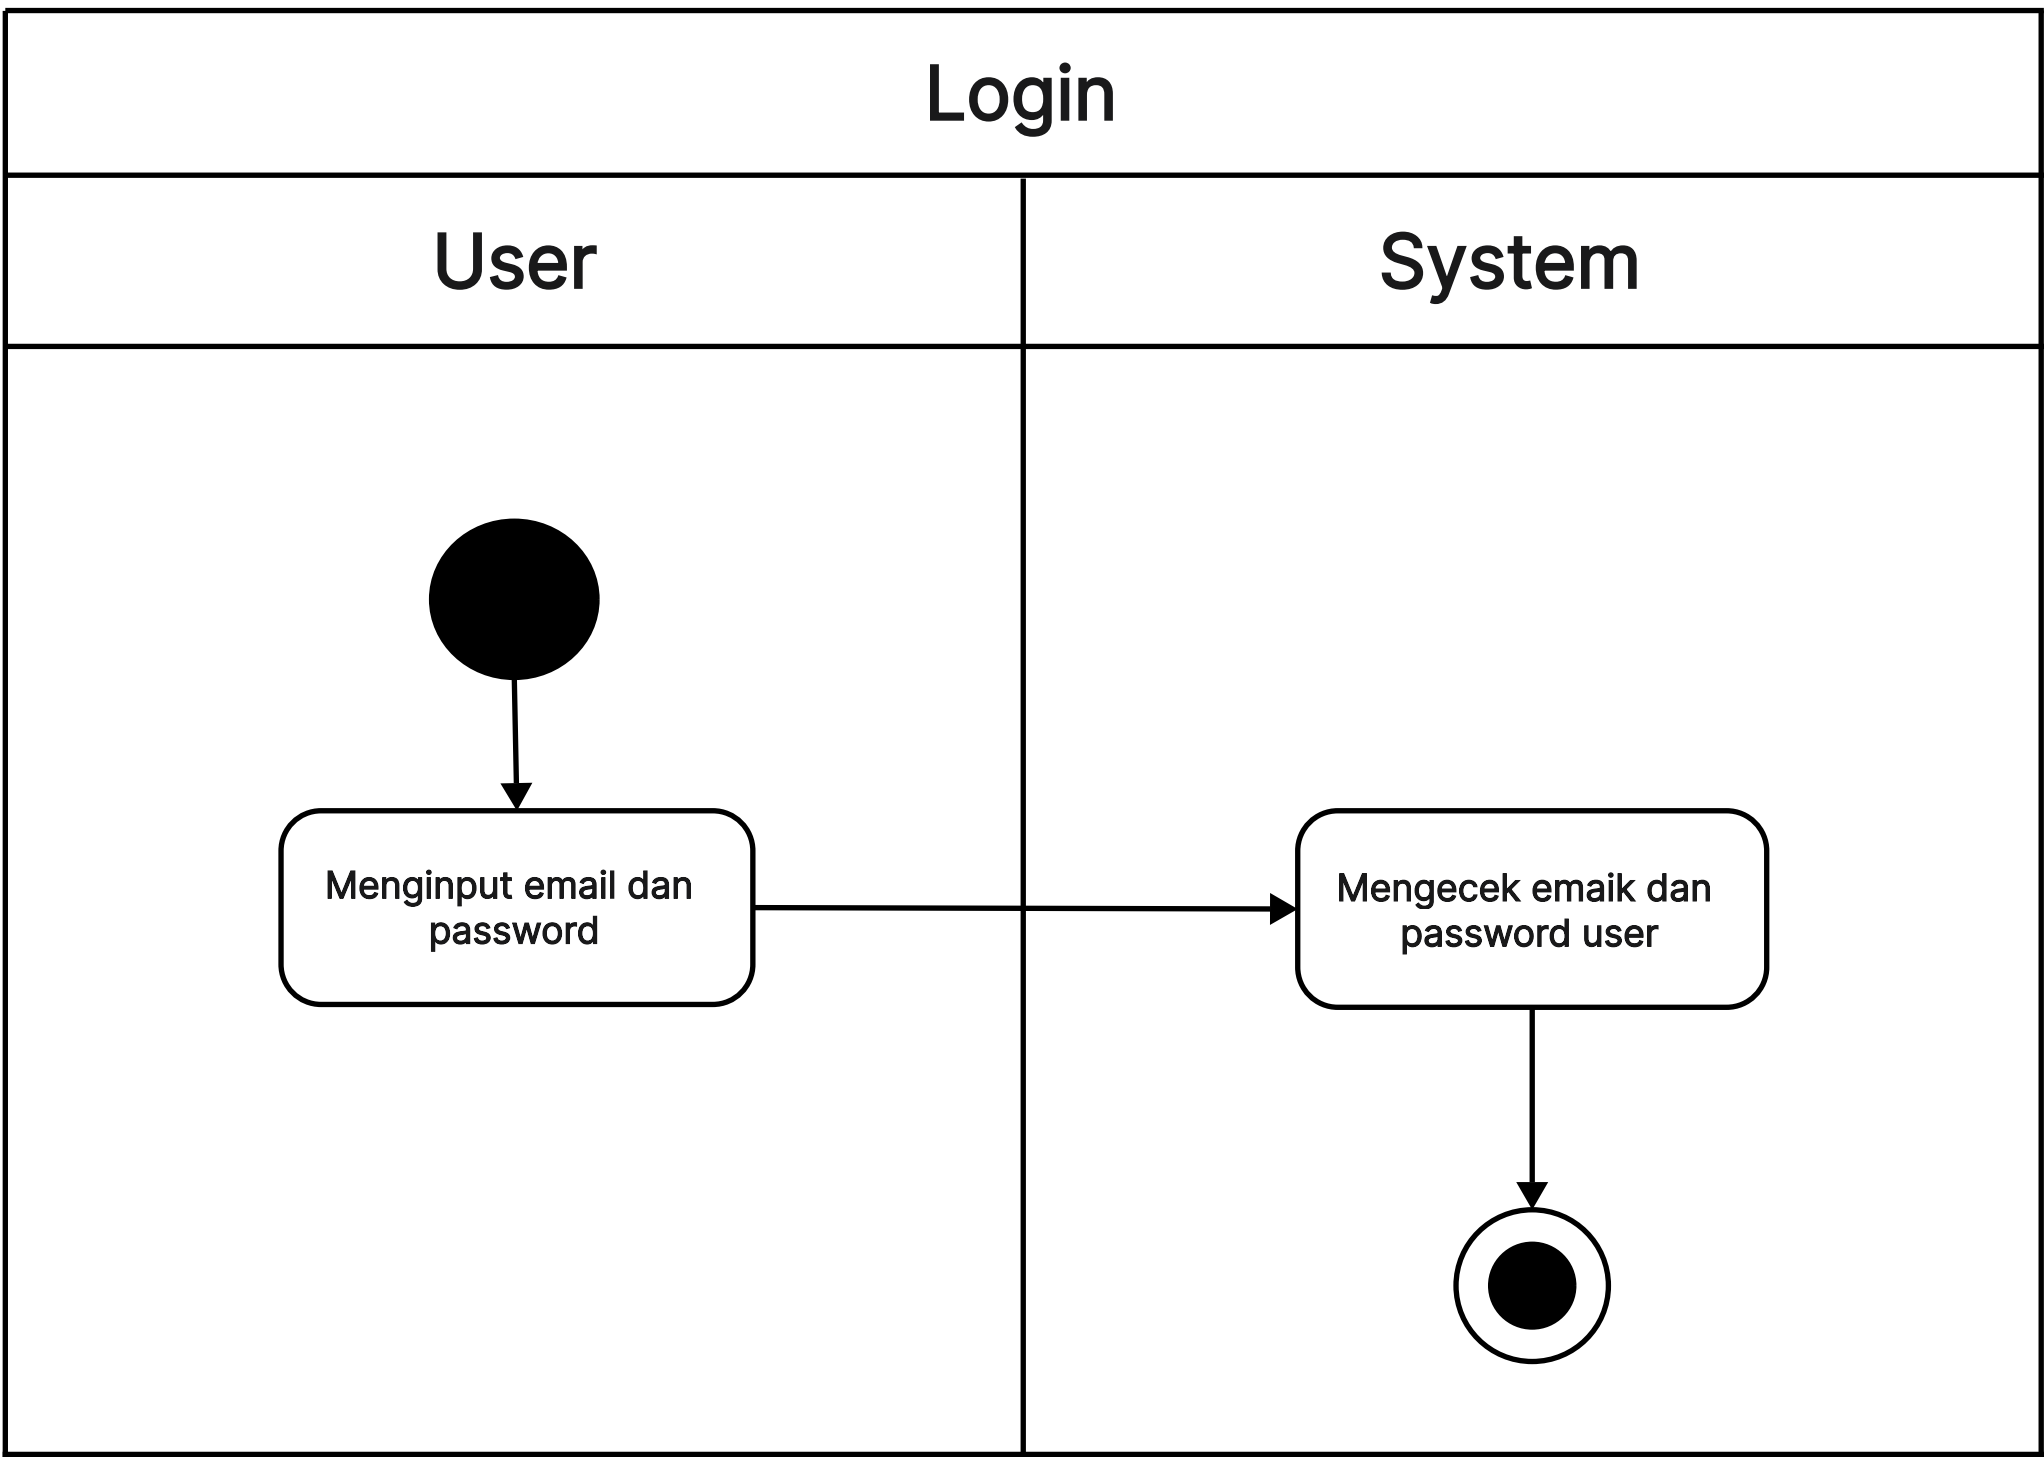 Login
User
System
Menginput email dan
password
Mengecek emaik dan
password user